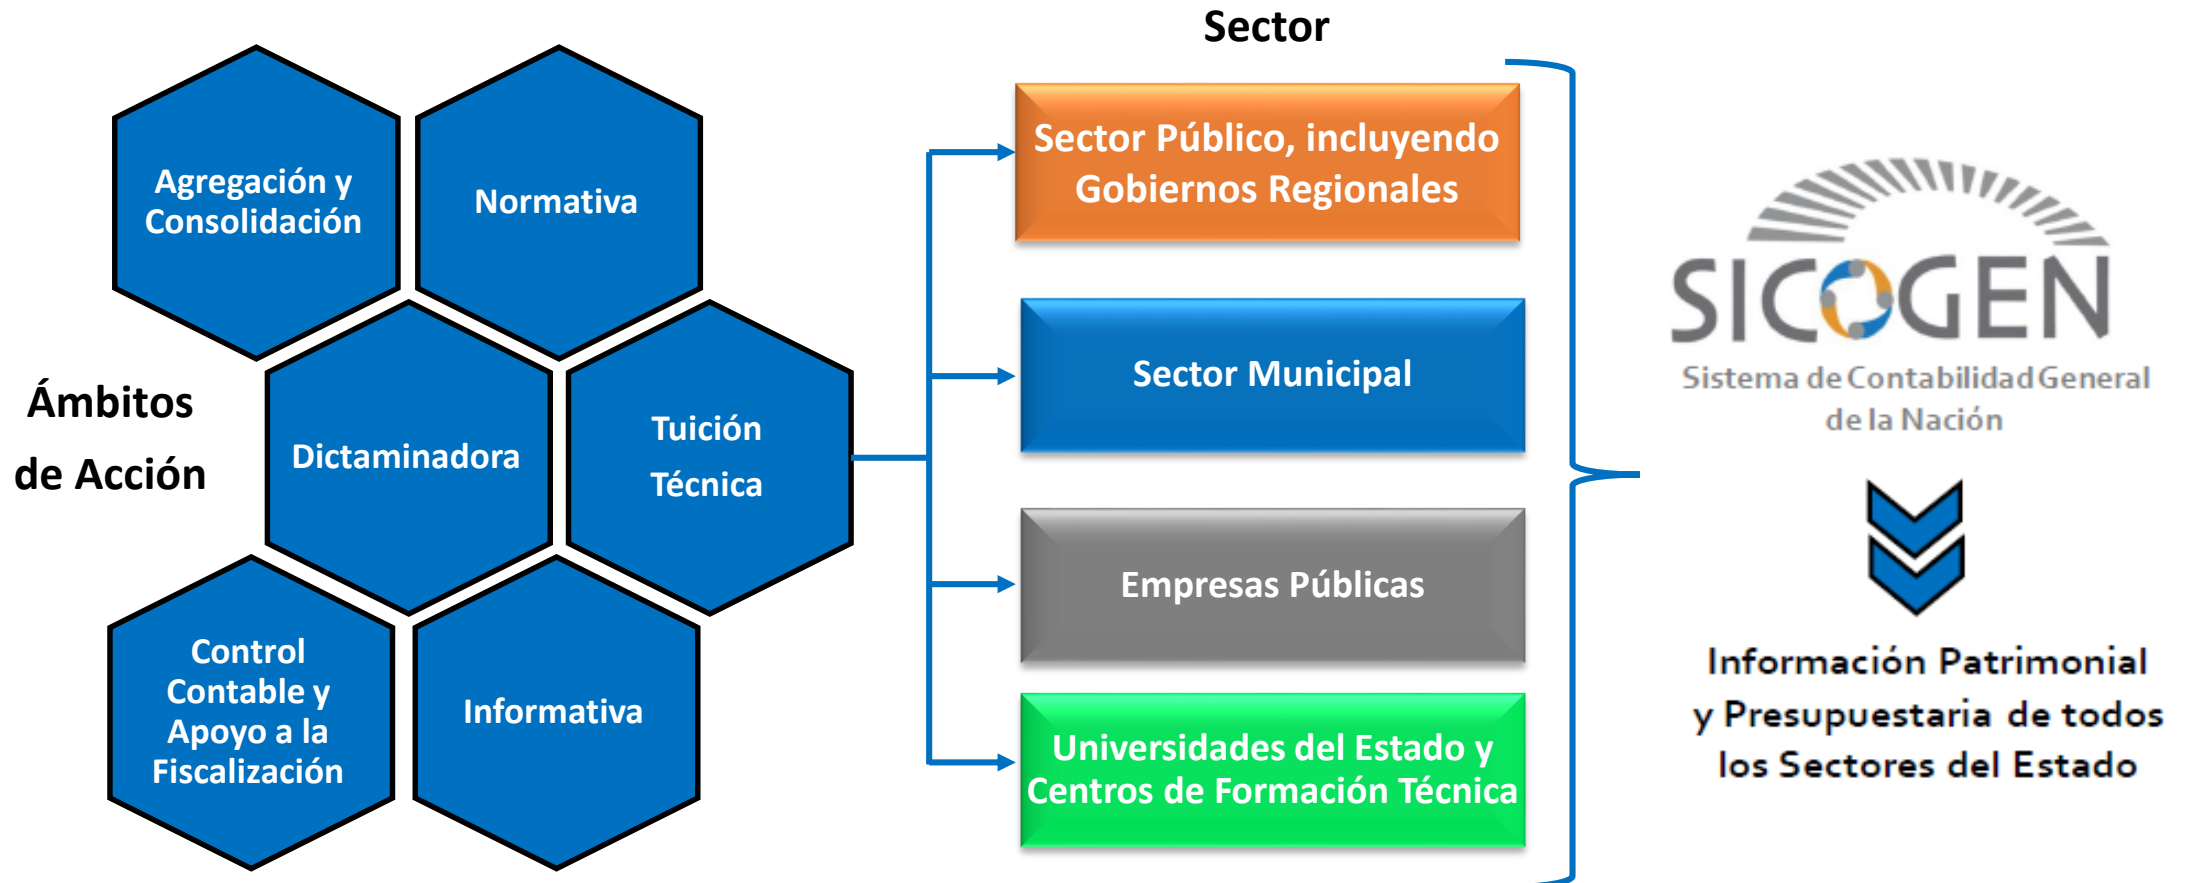 Sector
Agregación y
Consolidación
Normativa
Ámbitos
de Acción
Dictaminadora
Tuición
Técnica
Control
Contable y
Apoyo a la
Fiscalización
Informativa
Sector Público, incluyendo
Gobiernos Regionales
Sector Municipal
Empresas Públicas
Universidades del Estado y
Centros de Formación Técnica
SICOGEN
Sistema de Contabilidad General
de la Nación
Información Patrimonial
y Presupuestaria de todos
los Sectores del Estado